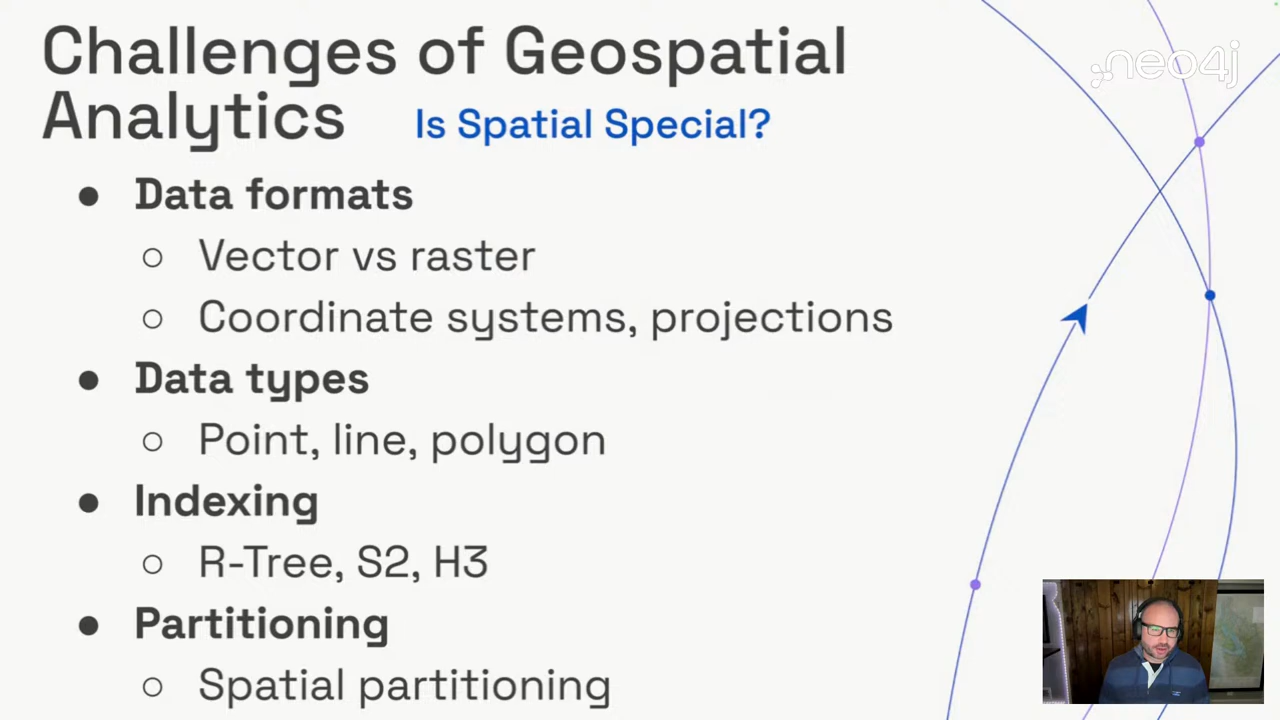 Challenges of Geospatial
Analytics Is Spatial Special?
neo4j
● Data formats
○ Vector vs raster
○ Coordinate systems, projections
● Data types
○ Point, line, polygon
● Indexing
○ R-Tree, S2, H3
● Partitioning
○ Spatial partitioning